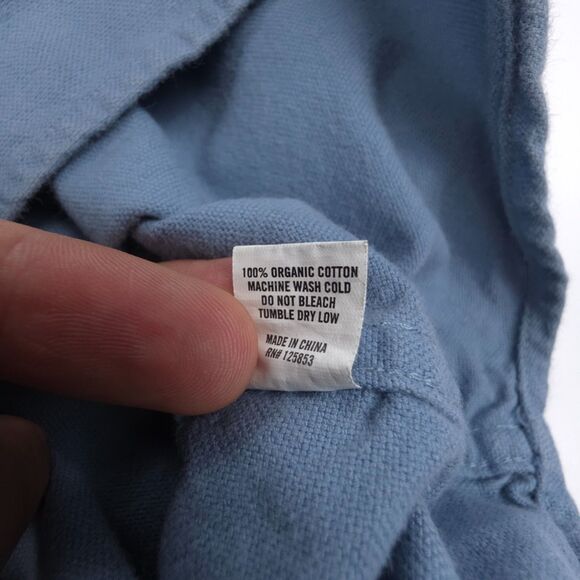 100% ORGANIC COTTON
MACHINE WASH COLD
DO NOT BLEACH
TUMBLE DRY LOW
MADE IN CHINA
RN# 125853